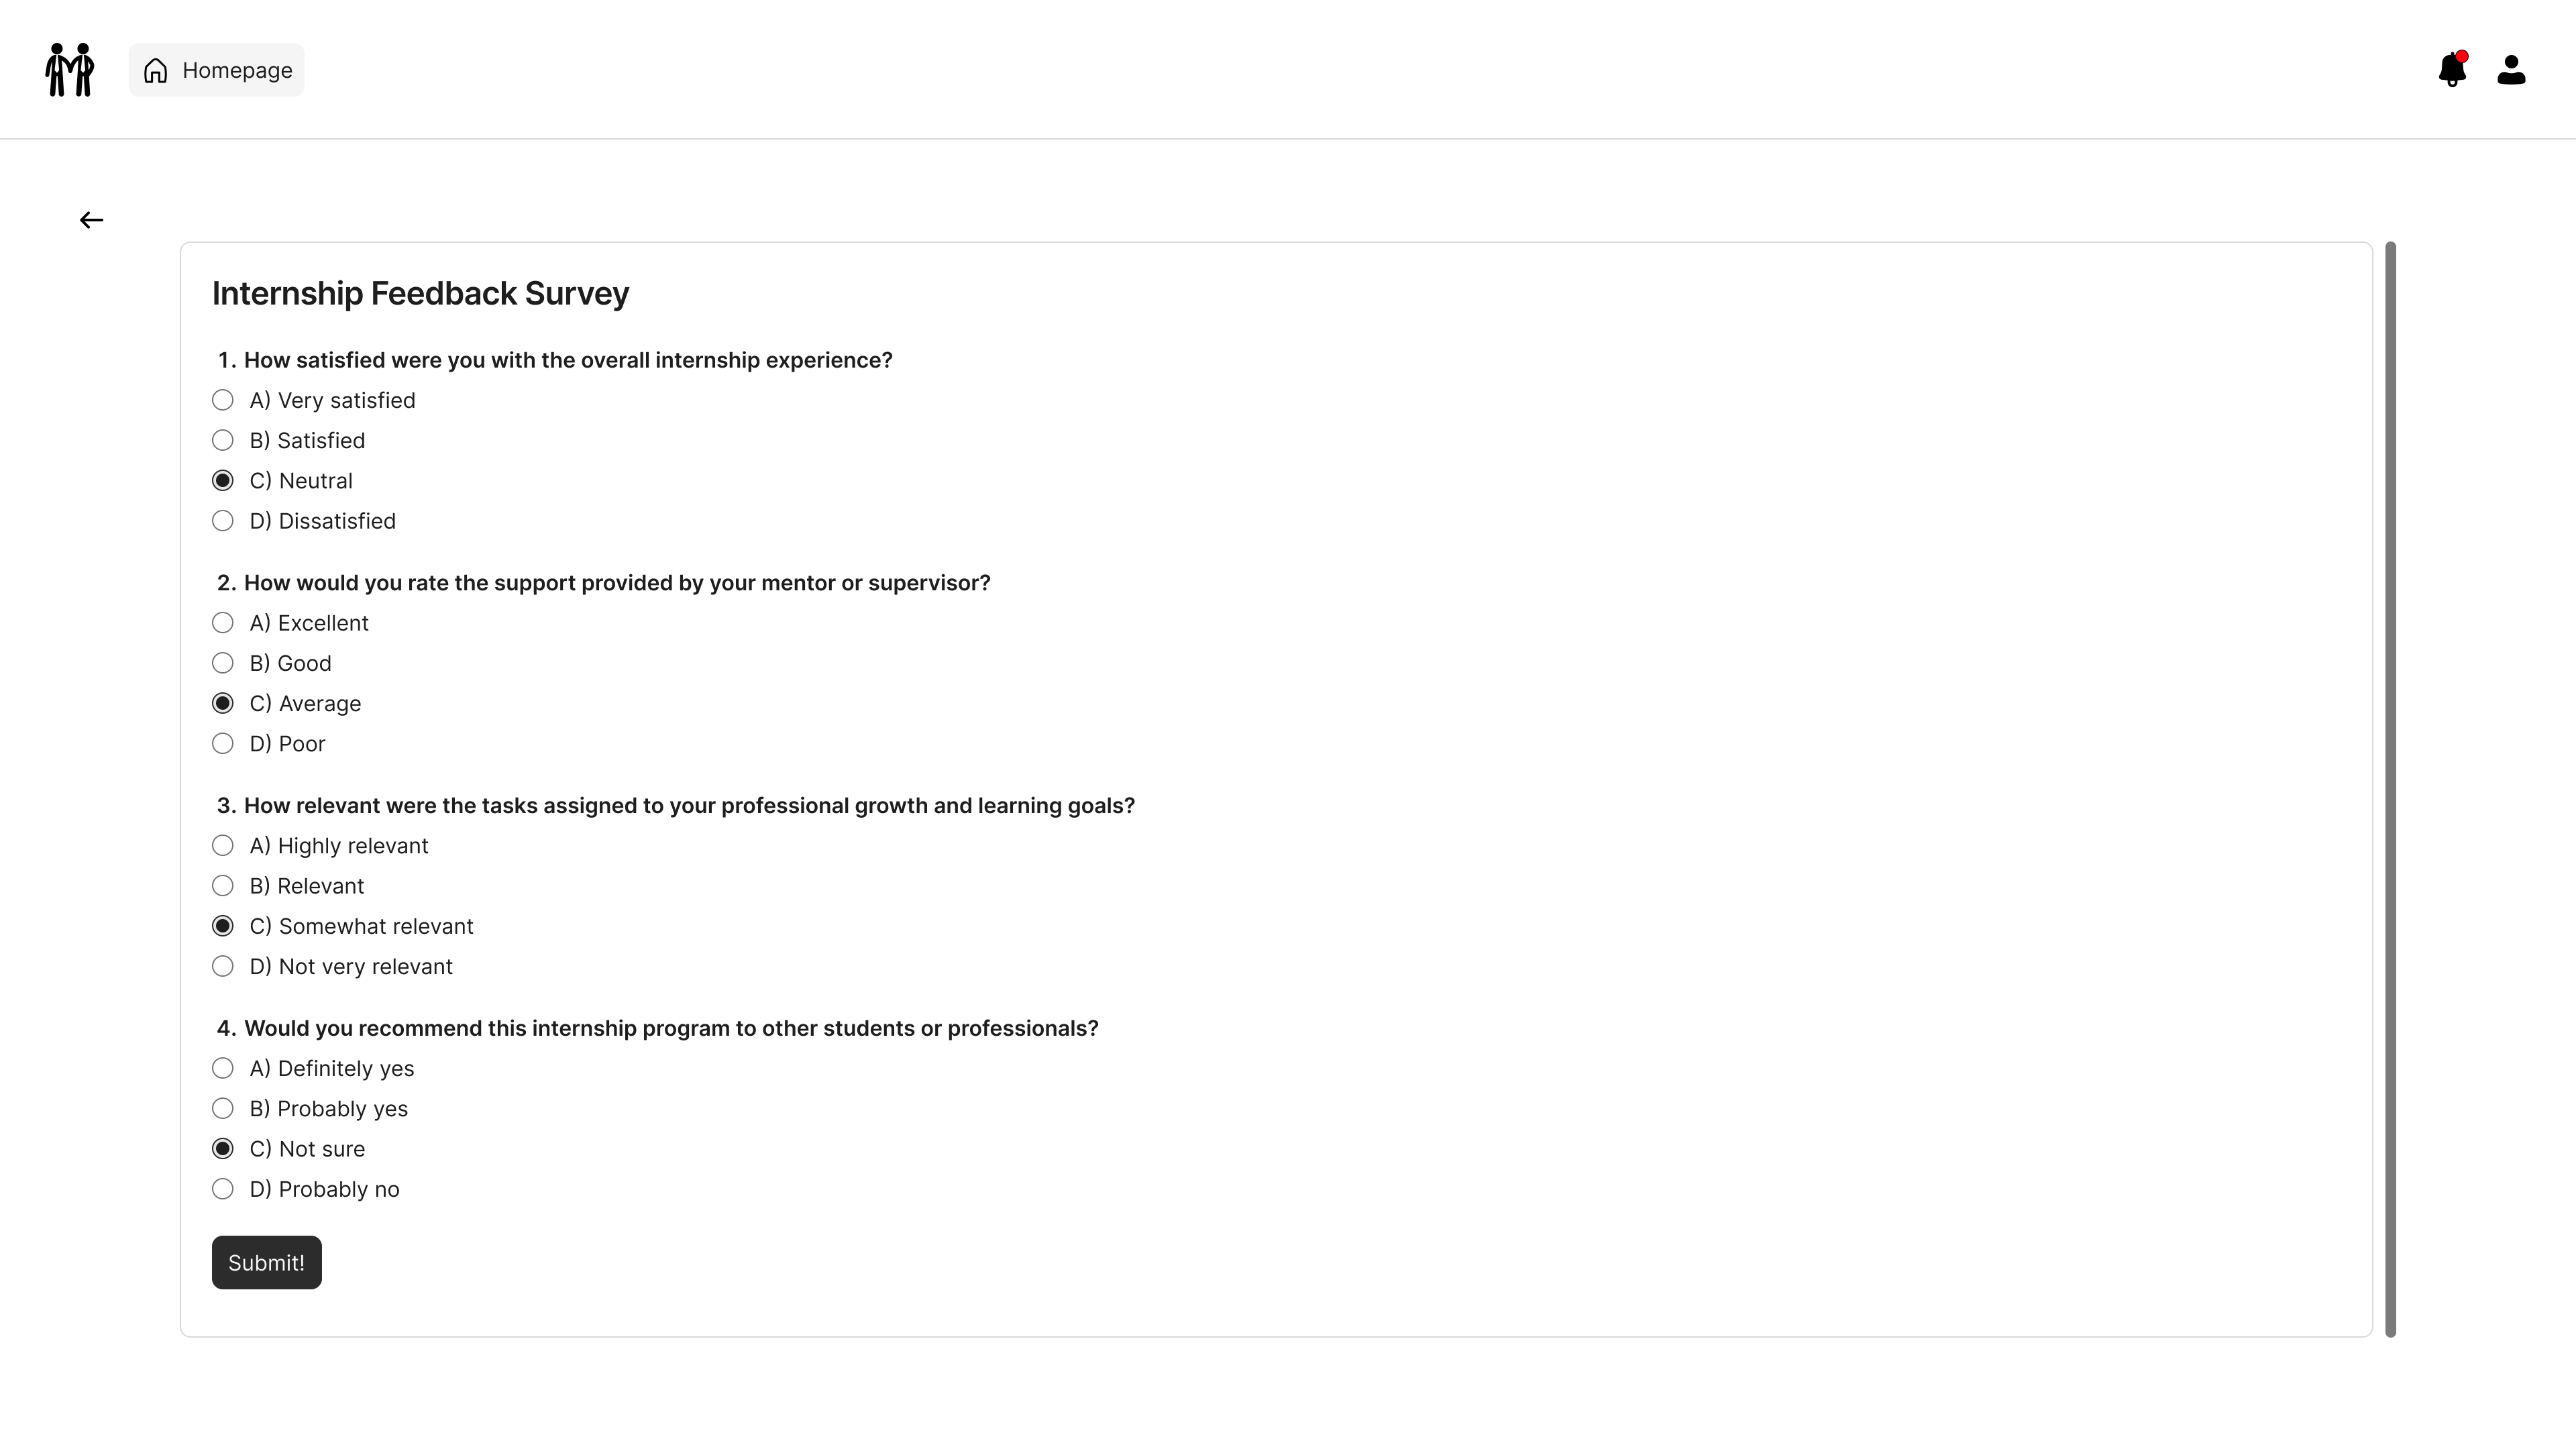 Homepage
Internship Feedback Survey
1. How satisfied were you with the overall internship experience?
A) Very satisfied
B) Satisfied
C) Neutral
D) Dissatisfied
2. How would you rate the support provided by your mentor or supervisor?
A) Excellent
B) Good
C) Average
D) Poor
3. How relevant were the tasks assigned to your professional growth and learning goals?
A) Highly relevant
B) Relevant
C) Somewhat relevant
D) Not very relevant
4. Would you recommend this internship program to other students or professionals?
A) Definitely yes
B) Probably yes
C) Not sure
D) Probably no
Submit!